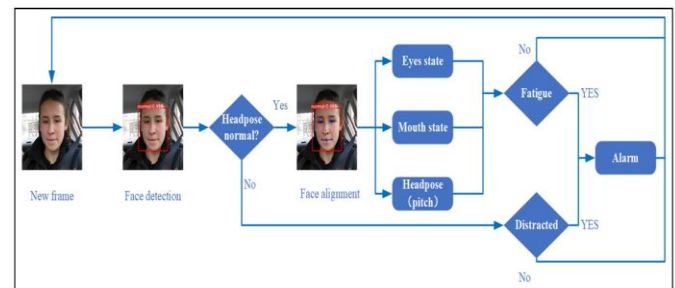 No
Eyes state
Yes
Headpose
normal?
Fatigue
YES
Mouth state
Alarm
New frame
Face detection
No
Face alignment
Headpose
(pitch)
Distracted
YES
No